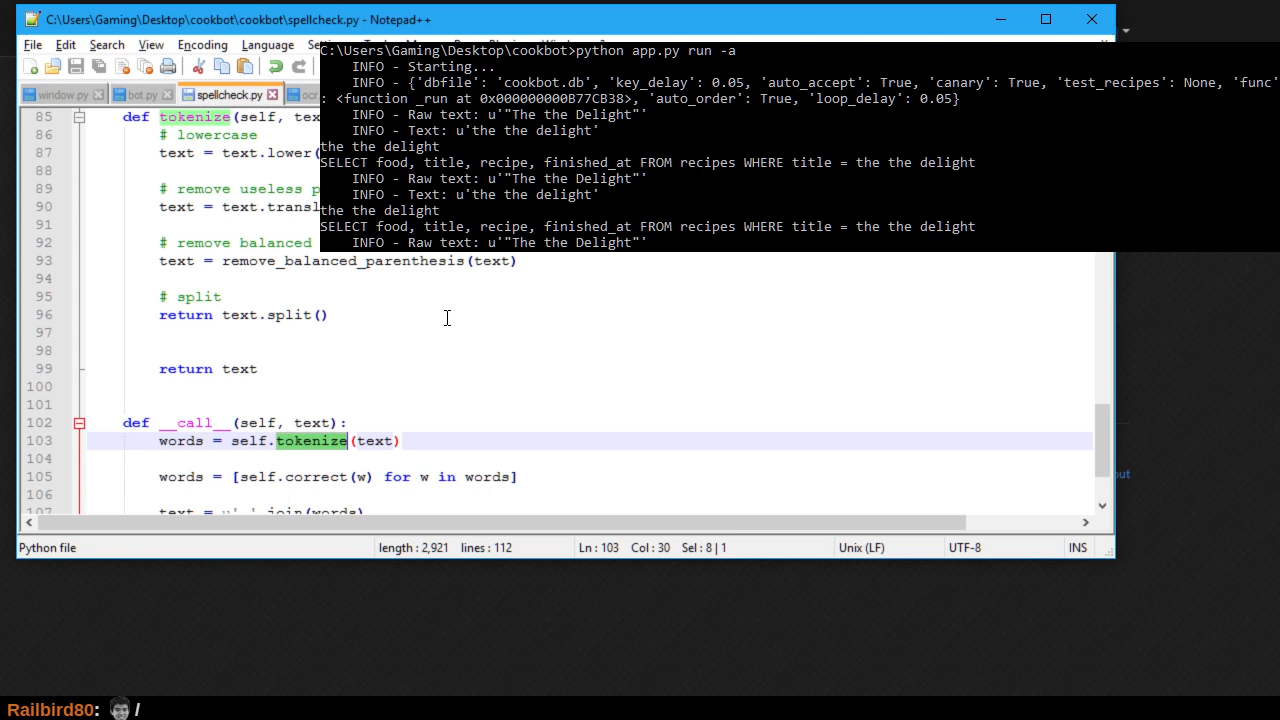 C:\Users\Gaming\Desktop\cookbot\cookbot\spellcheck.py - Notepad++
File Edit Search View Encoding Language
C:\Users\Gaming\Desktop\cookbot>python app.py run -a
INFO - Starting...
INFO - {'dbfile': 'cookbot.db', 'key_delay': 0.05, 'auto_accept': True, 'canary': True, 'test_recipes': None, 'func'
: <function _run at 0x000000000B77CB38>, 'auto_order': True, 'loop_delay': 0.05}
INFO - Raw text: u'"The the Delight"'
INFO - Text: u'the the delight'
the the delight
SELECT food, title, recipe, finished_at FROM recipes WHERE title = the the delight
INFO - Raw text: u'"The the Delight"'
INFO - Text: u'the the delight'
the the delight
SELECT food, title, recipe, finished_at FROM recipes WHERE title = the the delight
INFO - Raw text: u'"The the Delight"'
window.py bot.py spellcheck.py ocr.
85 def tokenize(self, tex
86 # lowercase
87 text = text.lower(
88
89 # remove useless p
90 text = text.transl
91
92 # remove balanced
93 text = remove_balanced_parenthesis(text)
94
95 # split
96 return text.split()
97
98
99 return text
100
101
102 def __call__(self, text):
103 words = self.tokenize(text)
104
105 words = [self.correct(w) for w in words]
106
107 text = u' '.join(words)
out
Python file length : 2,921 lines : 112 Ln : 103 Col : 30 Sel : 8 | 1 Unix (LF) UTF-8 INS
Railbird80: /